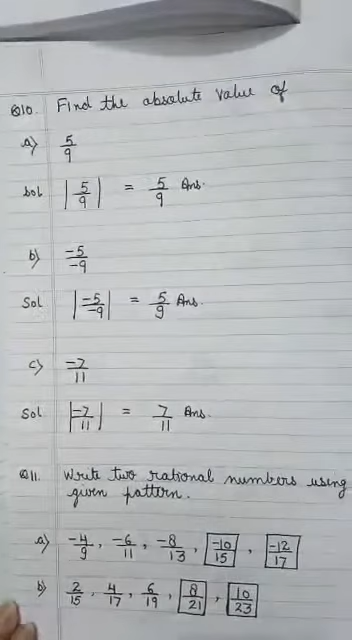 Q10. Find the absolute value of
a) 5/9
Sol |5/9| = 5/9 Ans.
b) -5/-9
Sol |-5/-9| = 5/9 Ans.
c) -7/11
Sol |-7/11| = 7/11 Ans.
Q11. Write two rational numbers using
given pattern.
a) -4/9, -6/11, -8/13, -10/15, -12/17
b) 2/15, 4/17, 6/19, 8/21, 10/23